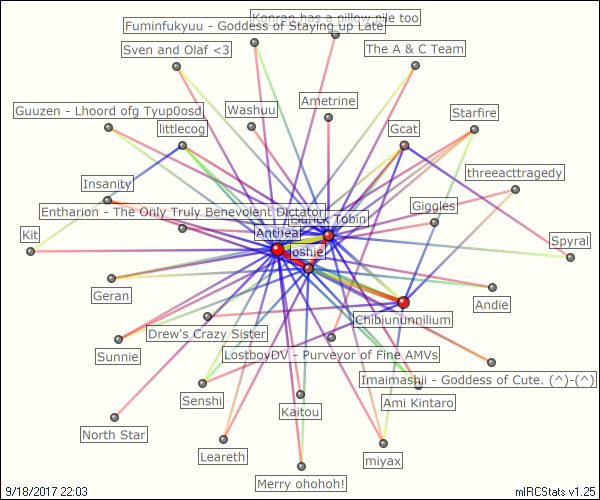 Konran has a pillow pile too
Fuminfukyuu - Goddess of Staying up Late
Sven and Olaf <3
The A & C Team
Ametrine
Washuu
Guuzen - Lhoord ofg Tyup0osd
Starfire
littlecog
Gcat
threeacttragedy
Insanity
Giggles
Entharion - The Only Truly Benevolent Dictator
Tobin
Kit
Anthea
oshie
Spyral
Geran
Andie
Chibiununnilium
Drew's Crazy Sister
Sunnie
LostboyDV - Purveyor of Fine AMVs
Imaimashii - Goddess of Cute. (^)-(^)
Senshi
Ami Kintaro
Kaitou
North Star
Leareth
miyax
Merry ohohoh!
9/18/2017 22:03
mIRCStats v1.25